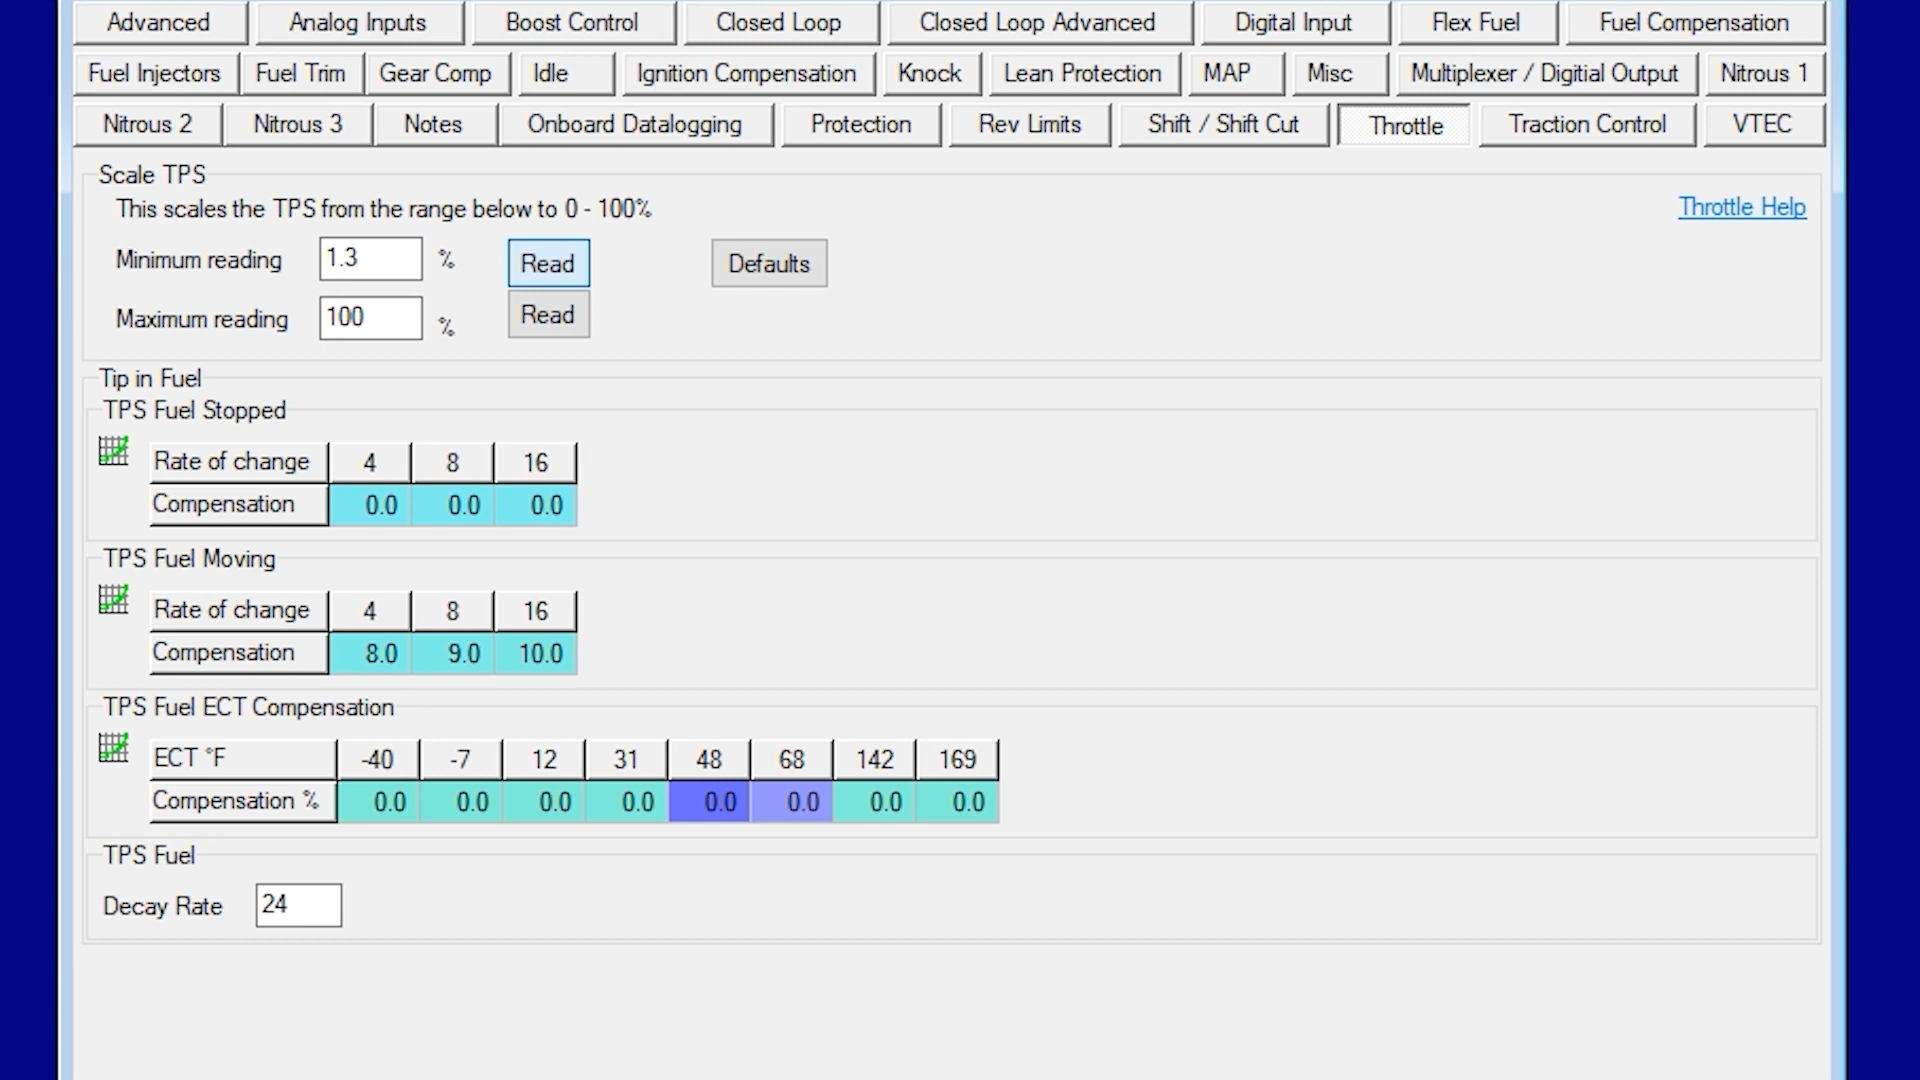 Advanced Analog Inputs Boost Control Closed Loop Closed Loop Advanced Digital Input Flex Fuel Fuel Compensation
Fuel Injectors Fuel Trim Gear Comp Idle Ignition Compensation Knock Lean Protection MAP Misc Multiplexer / Digitial Output Nitrous 1
Nitrous 2 Nitrous 3 Notes Onboard Datalogging Protection Rev Limits Shift / Shift Cut Throttle Traction Control VTEC
Scale TPS
This scales the TPS from the range below to 0 - 100% Throttle Help
Minimum reading 1.3 % Read Defaults
Maximum reading 100 % Read
Tip in Fuel
TPS Fuel Stopped
Rate of change 4 8 16
Compensation 0.0 0.0 0.0
TPS Fuel Moving
Rate of change 4 8 16
Compensation 8.0 9.0 10.0
TPS Fuel ECT Compensation
ECT °F -40 -7 12 31 48 68 142 169
Compensation % 0.0 0.0 0.0 0.0 0.0 0.0 0.0 0.0
TPS Fuel
Decay Rate 24